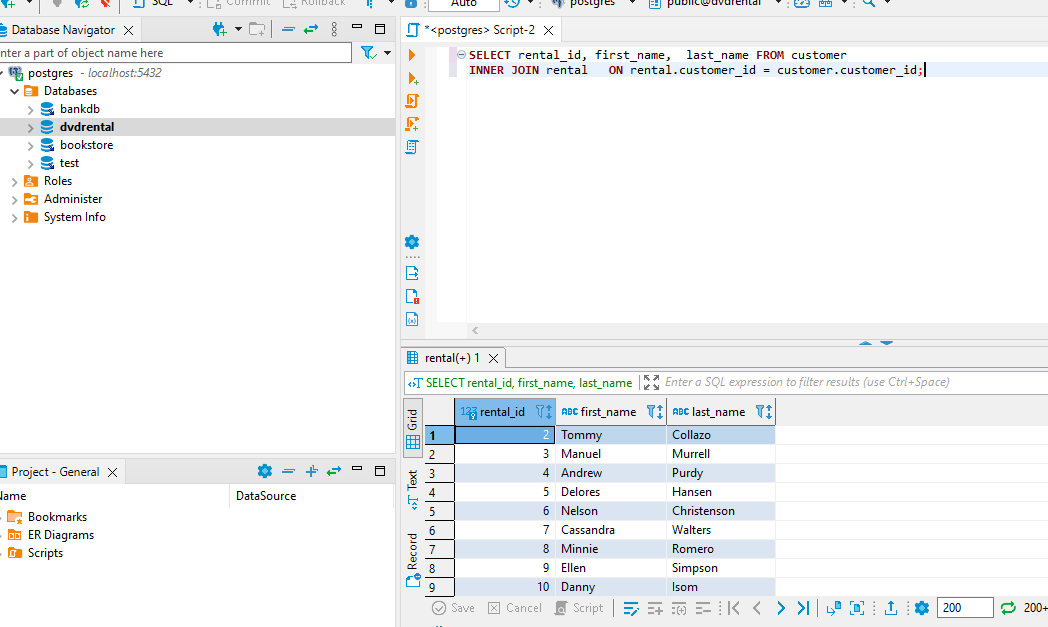 SQL Commit Rollback Auto postgres public@dvdrental
Database Navigator
*<postgres> Script-2
nter a part of object name here
postgres - localhost:5432
Databases
bankdb
dvdrental
bookstore
test
Roles
Administer
System Info
SELECT rental_id, first_name,  last_name FROM customer
INNER JOIN rental   ON rental.customer_id = customer.customer_id;
Project - General
ame DataSource
Bookmarks
ER Diagrams
Scripts
rental(+) 1
SELECT rental_id, first_name, last_name
Enter a SQL expression to filter results (use Ctrl+Space)
Grid
Text
Record
123 rental_id ABC first_name ABC last_name
1 2 Tommy Collazo
2 3 Manuel Murrell
3 4 Andrew Purdy
4 5 Delores Hansen
5 6 Nelson Christenson
6 7 Cassandra Walters
7 8 Minnie Romero
8 9 Ellen Simpson
9 10 Danny Isom
Save Cancel Script 200 200+